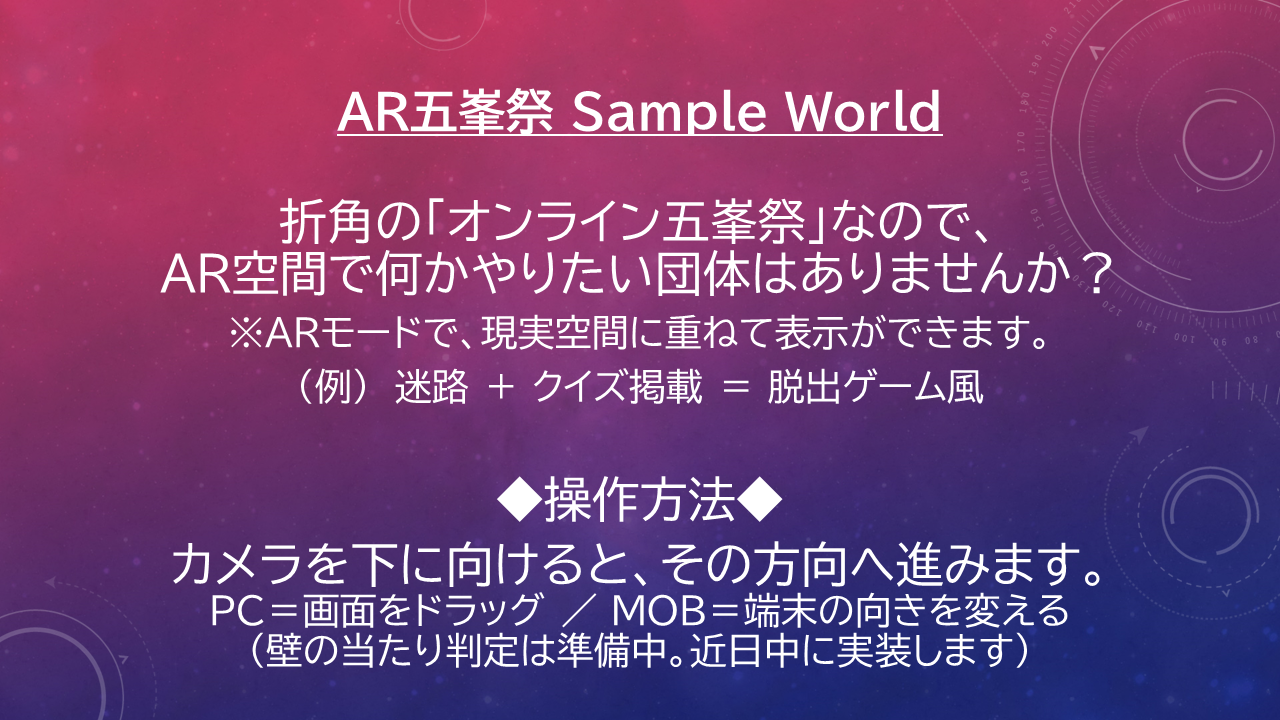 AR五峯祭 Sample World
折角の「オンライン五峯祭」なので、
AR空間で何かやりたい団体はありませんか？
※ARモードで、現実空間に重ねて表示ができます。
（例） 迷路 ＋ クイズ掲載 ＝ 脱出ゲーム風
◆操作方法◆
カメラを下に向けると、その方向へ進みます。
PC＝画面をドラッグ ／ MOB＝端末の向きを変える
（壁の当たり判定は準備中。近日中に実装します）